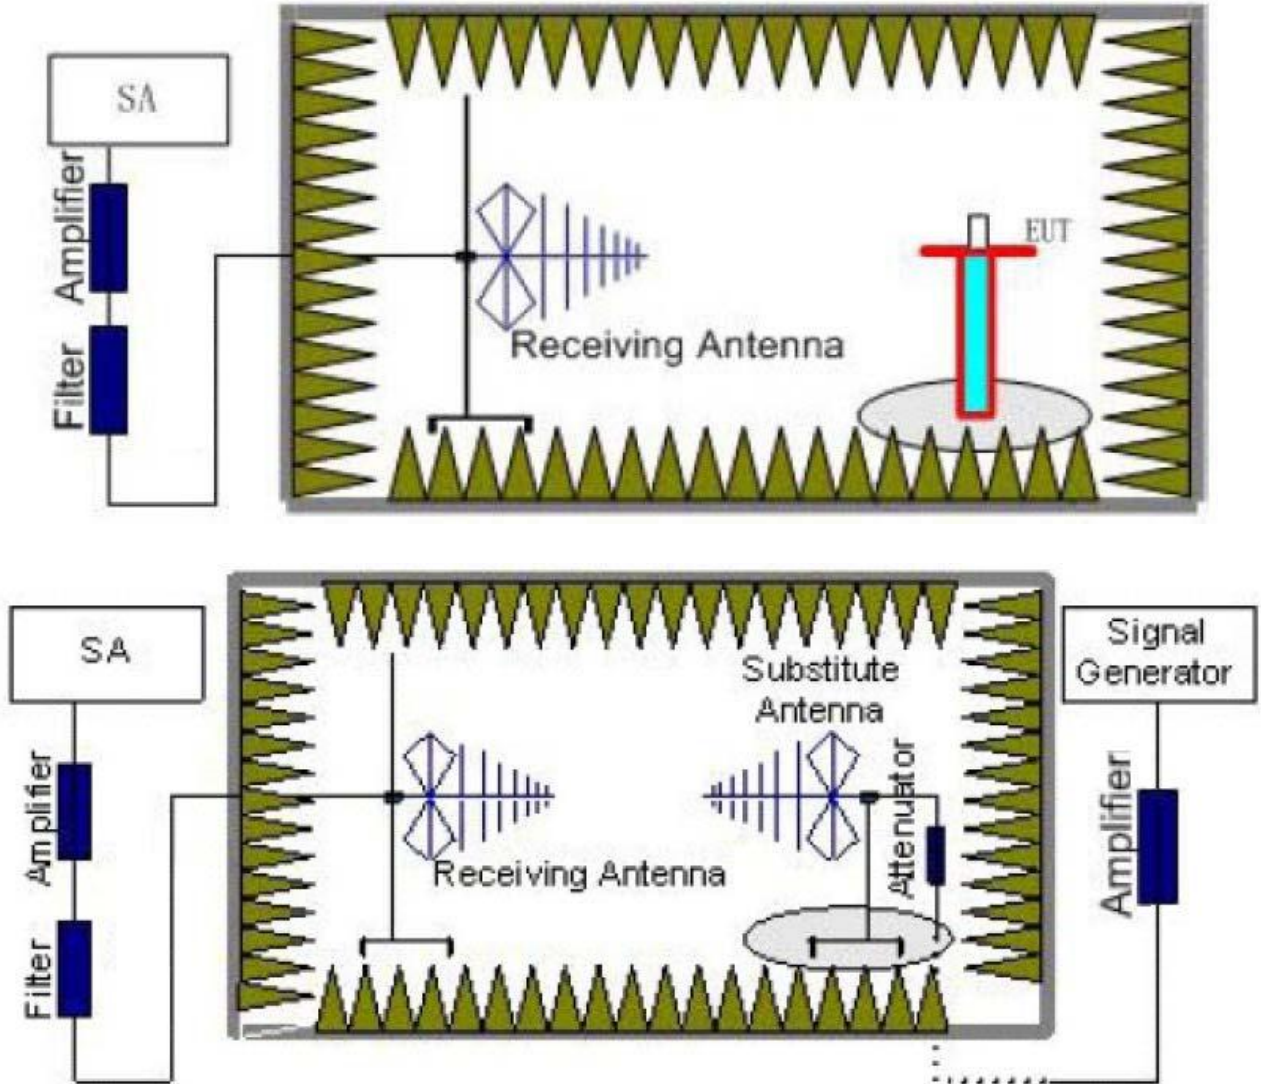 SA
Amplifier
Filter
EUT
Receiving Antenna
SA
Amplifier
Filter
Substitute
Antenna
Attenuator
Receiving Antenna
Signal
Generator
Amplifier